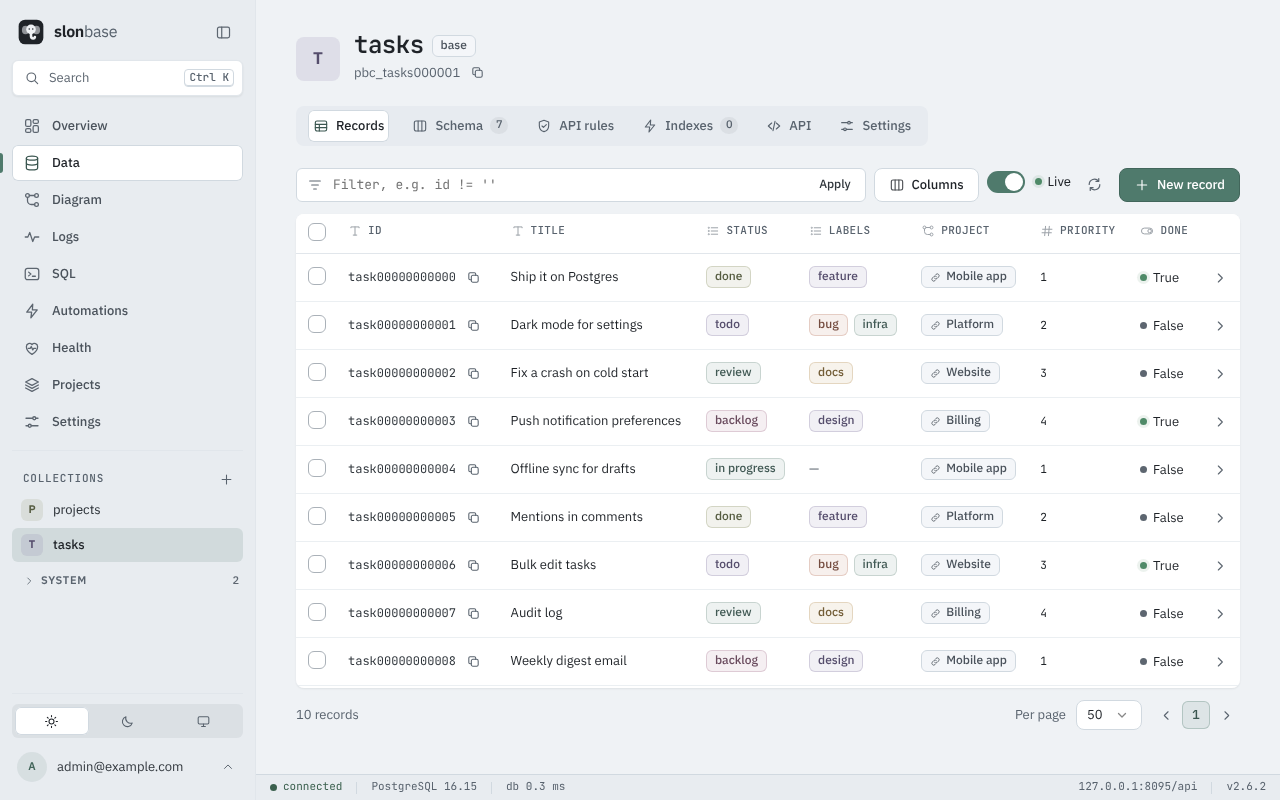 slonbase
Search Ctrl K
Overview
Data
Diagram
Logs
SQL
Automations
Health
Projects
Settings
COLLECTIONS
P projects
T tasks
SYSTEM 2
A admin@example.com
T tasks base
pbc_tasks000001
Records Schema 7 API rules Indexes 0 API Settings
Filter, e.g. id != '' Apply Columns Live New record
ID TITLE STATUS LABELS PROJECT PRIORITY DONE
task00000000000 Ship it on Postgres done feature Mobile app 1 True
task00000000001 Dark mode for settings todo bug infra Platform 2 False
task00000000002 Fix a crash on cold start review docs Website 3 False
task00000000003 Push notification preferences backlog design Billing 4 True
task00000000004 Offline sync for drafts in progress — Mobile app 1 False
task00000000005 Mentions in comments done feature Platform 2 False
task00000000006 Bulk edit tasks todo bug infra Website 3 True
task00000000007 Audit log review docs Billing 4 False
task00000000008 Weekly digest email backlog design Mobile app 1 False
10 records Per page 50 1
connected PostgreSQL 16.15 db 0.3 ms 127.0.0.1:8095/api v2.6.2